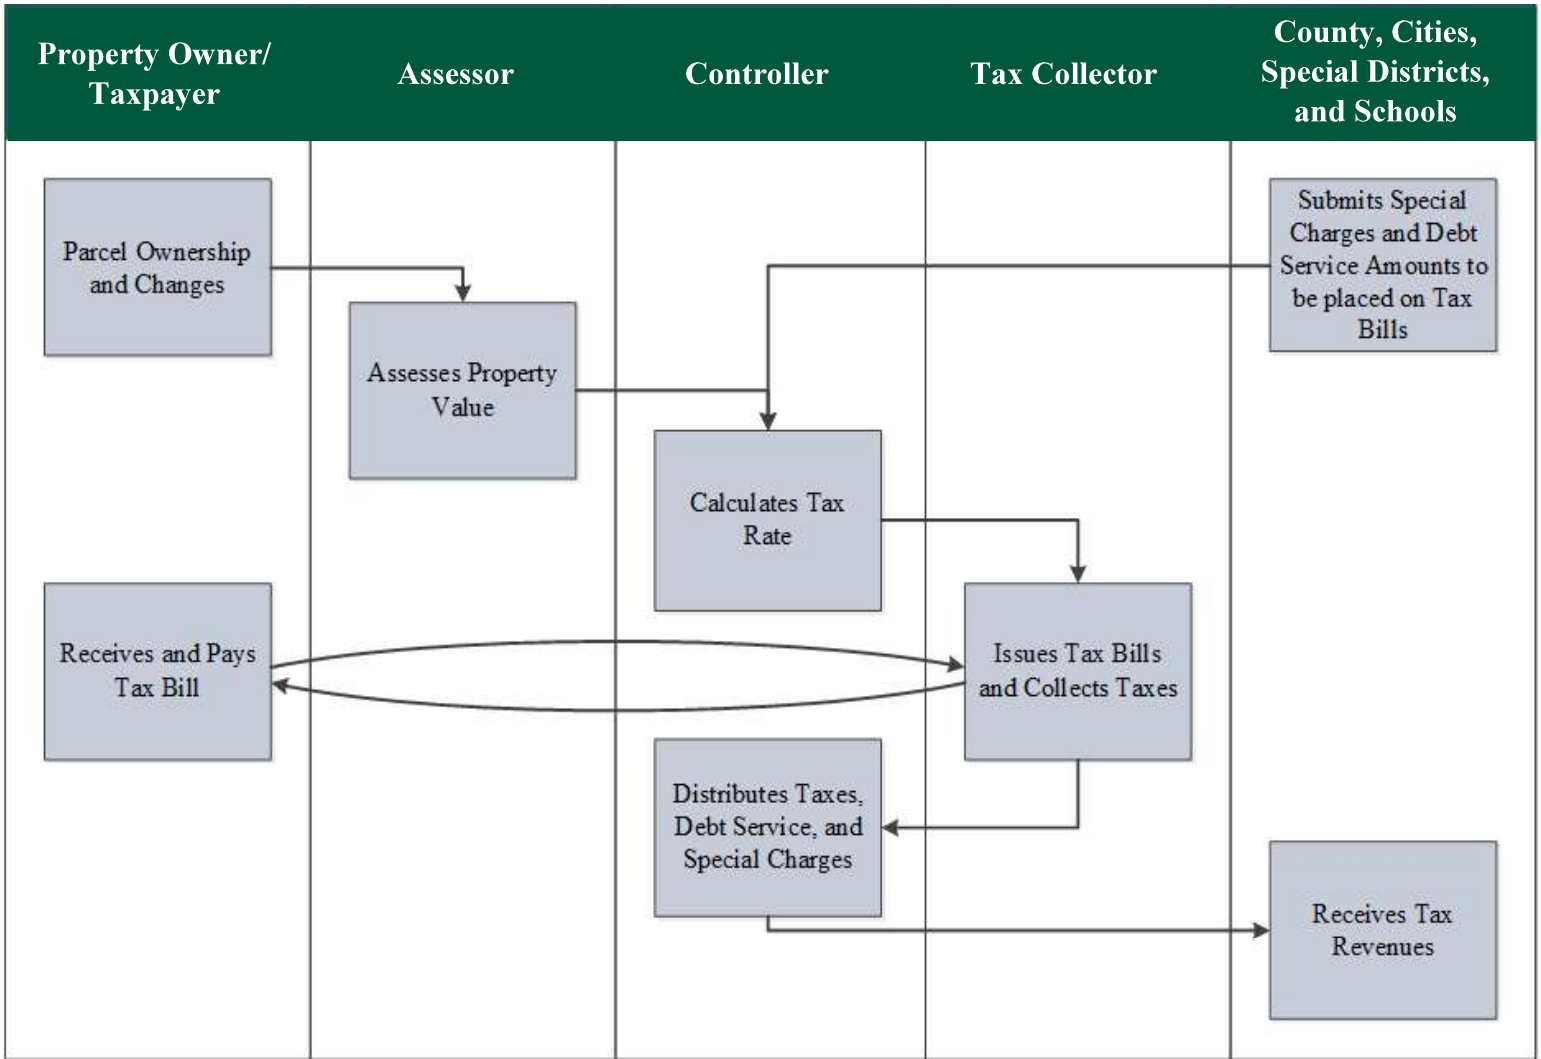 Property Owner/
Taxpayer
Assessor
Controller
Tax Collector
County, Cities,
Special Districts,
and Schools
Parcel Ownership
and Changes
Submits Special
Charges and Debt
Service Amounts to
be placed on Tax
Bills
Assesses Property
Value
Calculates Tax
Rate
Receives and Pays
Tax Bill
Issues Tax Bills
and Collects Taxes
Distributes Taxes,
Debt Service, and
Special Charges
Receives Tax
Revenues